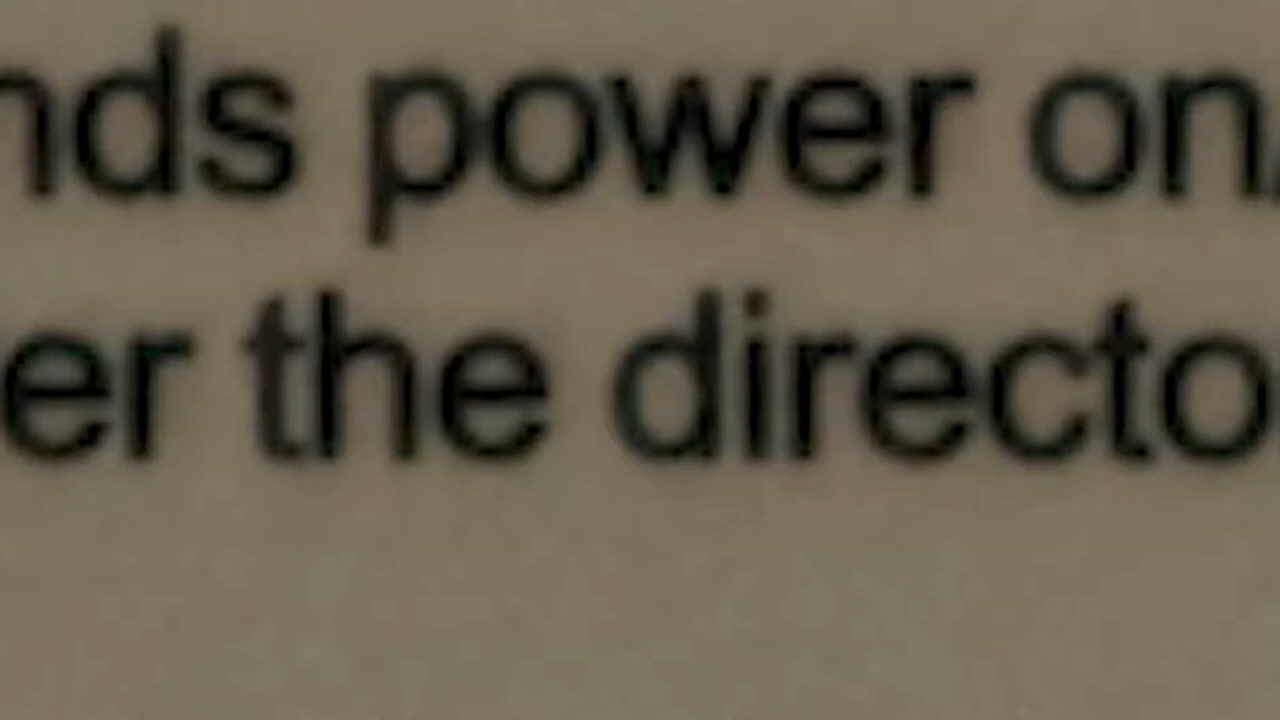 nds power on
er the directo